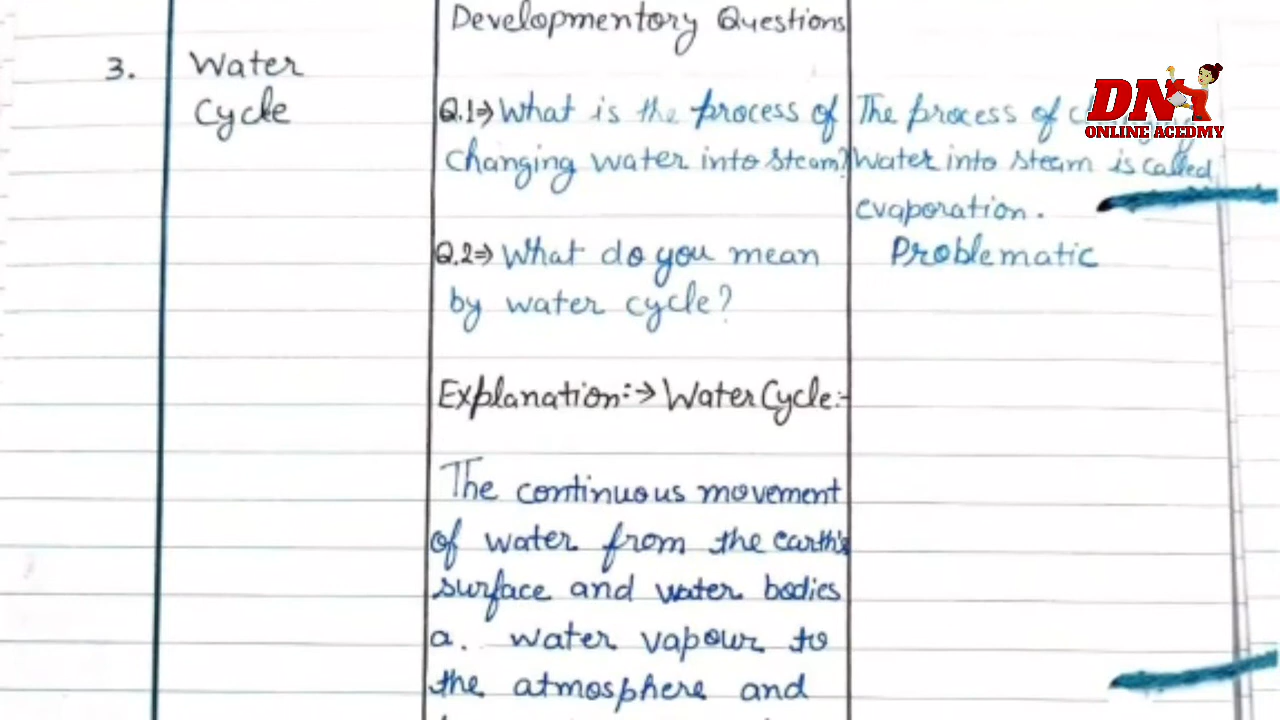 Developmentory Questions
3.
Water
Cycle
Q.1⇒ What is the process of
changing water into steam?
The process of
water into steam is called
evaporation.
Q.2⇒ What do you mean
by water cycle?
Problematic
Explanation:→ Water Cycle:-
The continuous movement
of water from the earth's
surface and water bodies
a. water vapour to
the atmosphere and
DNA
ONLINE ACEDMY